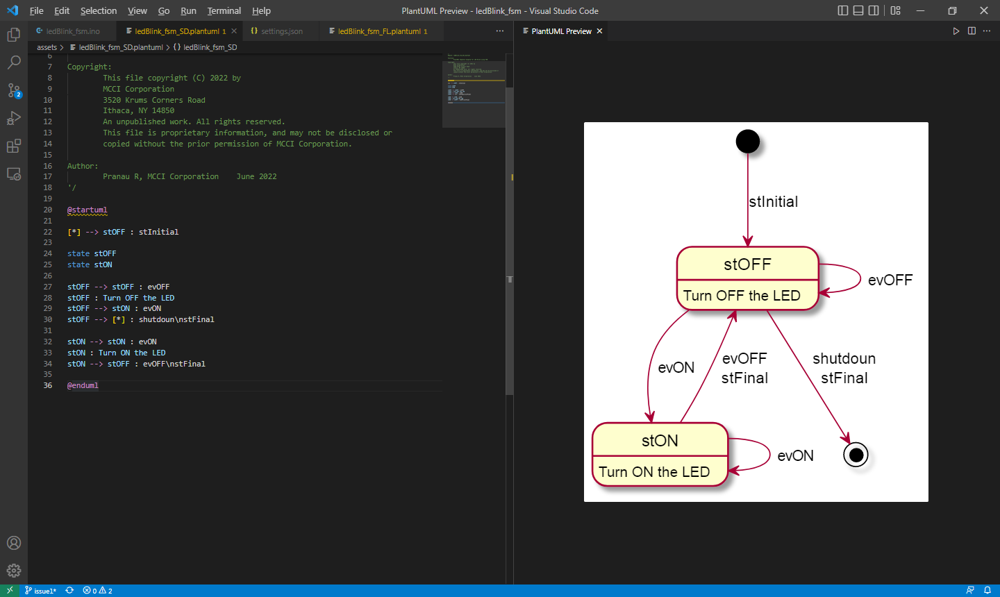 File Edit Selection View Go Run Terminal Help
PlantUML Preview - ledBlink_fsm - Visual Studio Code
ledBlink_fsm.ino
ledBlink_fsm_SD.plantuml 1
settings.json
ledBlink_fsm_FL.plantuml 1
PlantUML Preview
assets > ledBlink_fsm_SD.plantuml > {} ledBlink_fsm_SD
6
7 Copyright:
8 This file copyright (C) 2022 by
9 MCCI Corporation
10 3520 Krums Corners Road
11 Ithaca, NY 14850
12 An unpublished work. All rights reserved.
13 This file is proprietary information, and may not be disclosed or
14 copied without the prior permission of MCCI Corporation.
15
16 Author:
17 Pranau R, MCCI Corporation June 2022
18 '/
19
20 @startuml
21
22 [*] --> stOFF : stInitial
23
24 state stOFF
25 state stON
26
27 stOFF --> stOFF : evOFF
28 stOFF : Turn OFF the LED
29 stOFF --> stON : evON
30 stOFF --> [*] : shutdoun\nstFinal
31
32 stON --> stON : evON
33 stON : Turn ON the LED
34 stON --> stOFF : evOFF\nstFinal
35
36 @enduml
stInitial
stOFF
Turn OFF the LED
evOFF
evON
evOFF
stFinal
shutdoun
stFinal
stON
Turn ON the LED
evON
2
issue1*
0
2